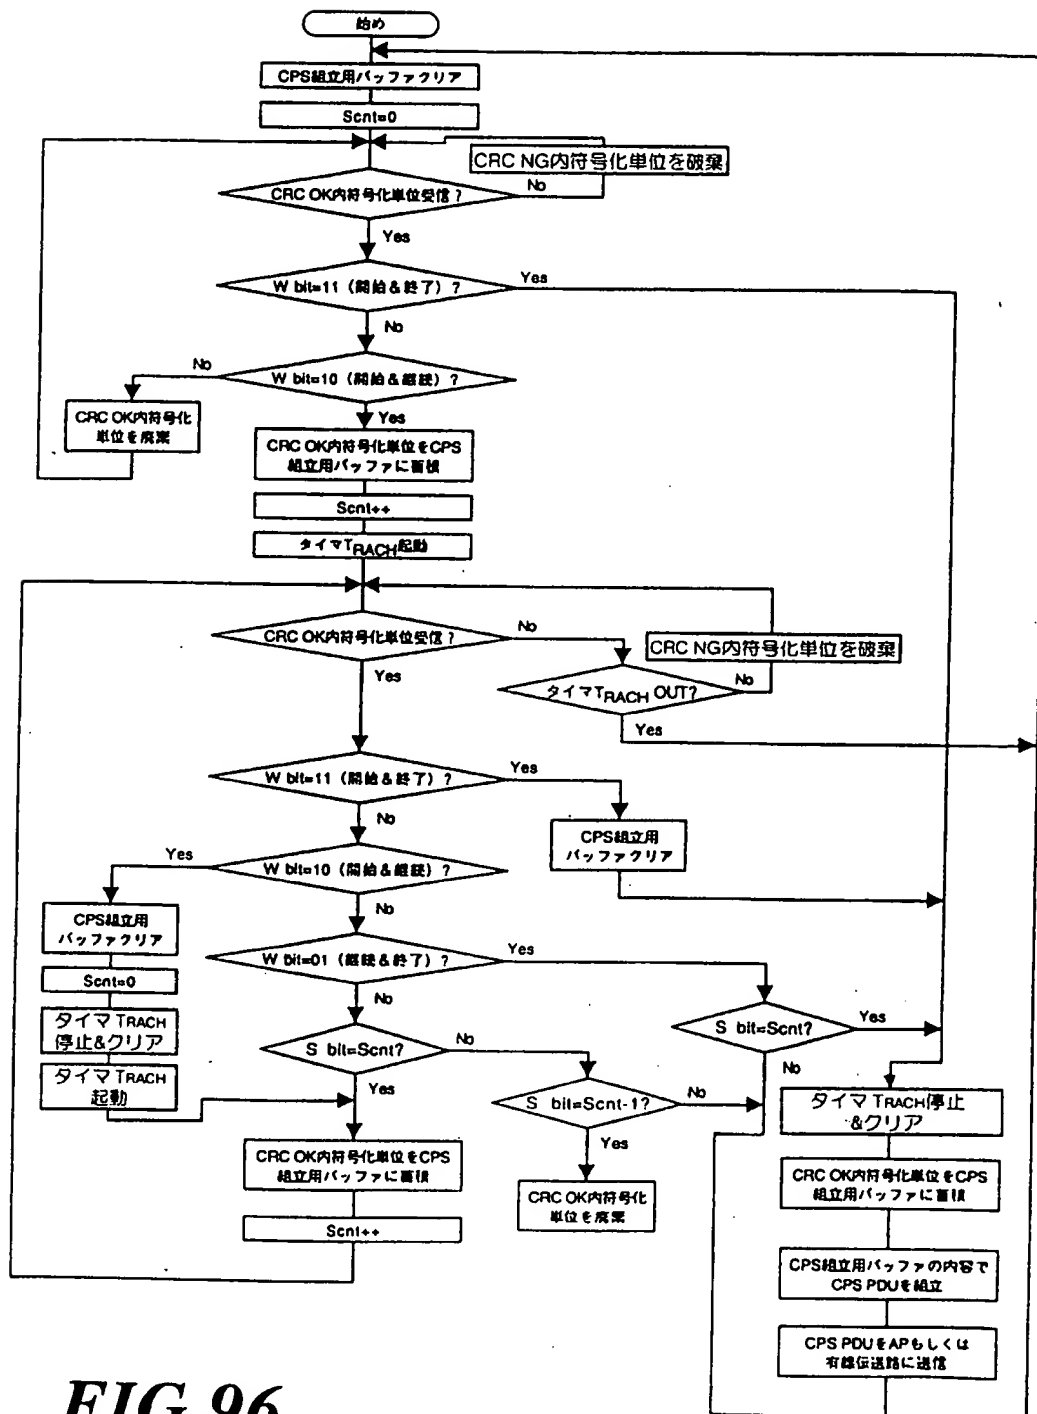 始め
CPS組立用バッファクリア
Scnt=0
CRC NG内符号化単位を破棄
CRC OK内符号化単位受信?
No
Yes
W bit=11 (開始&終了) ?
Yes
No
No
W bit=10 (開始&継続) ?
CRC OK内符号化
単位を廃棄
Yes
CRC OK内符号化単位をCPS
組立用バッファに蓄積
Scnt++
タイマTRACH起動
CRC OK内符号化単位受信?
No
CRC NG内符号化単位を破棄
Yes
タイマTRACH OUT?
No
Yes
W bit=11 (開始&終了) ?
Yes
No
CPS組立用
バッファクリア
Yes
W bit=10 (開始&継続) ?
No
CPS組立用
バッファクリア
W bit=01 (継続&終了) ?
Yes
Scnt=0
No
タイマ TRACH
停止&クリア
S bit=Scnt?
No
S bit=Scnt?
Yes
No
タイマ TRACH
起動
Yes
S bit=Scnt-1?
No
タイマ TRACH停止
&クリア
Yes
CRC OK内符号化単位をCPS
組立用バッファに蓄積
CRC OK内符号化
単位を廃棄
CRC OK内符号化単位をCPS
組立用バッファに蓄積
Scnt++
CPS組立用バッファの内容で
CPS PDUを組立
CPS PDUをAPもしくは
有線伝送路に送信
FIG.96